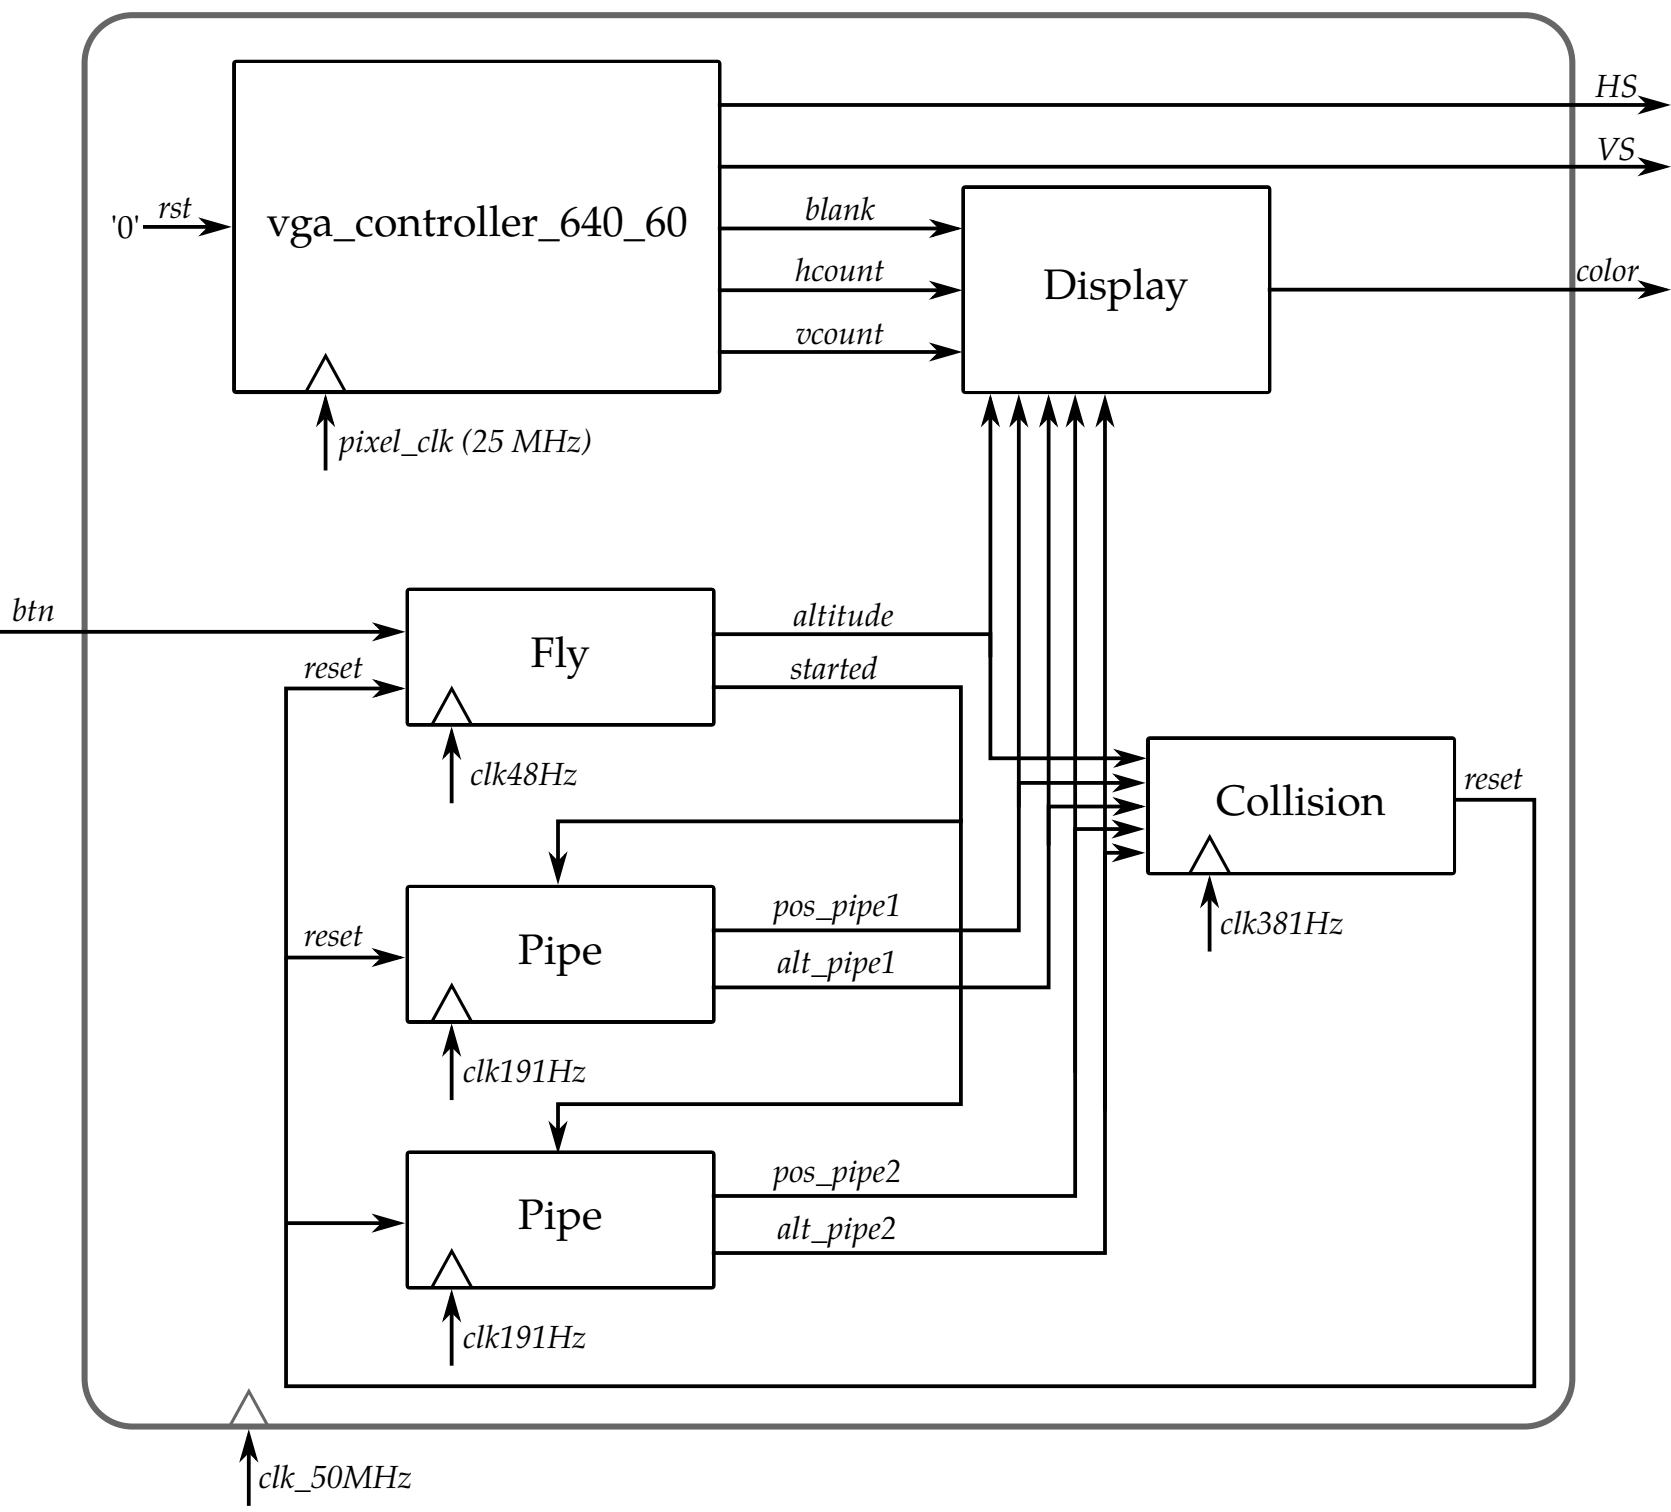 HS
VS
'0'
rst
vga_controller_640_60
blank
hcount
vcount
Display
color
pixel_clk (25 MHz)
btn
reset
Fly
altitude
started
clk48Hz
Collision
reset
clk381Hz
reset
Pipe
pos_pipe1
alt_pipe1
clk191Hz
Pipe
pos_pipe2
alt_pipe2
clk191Hz
clk_50MHz